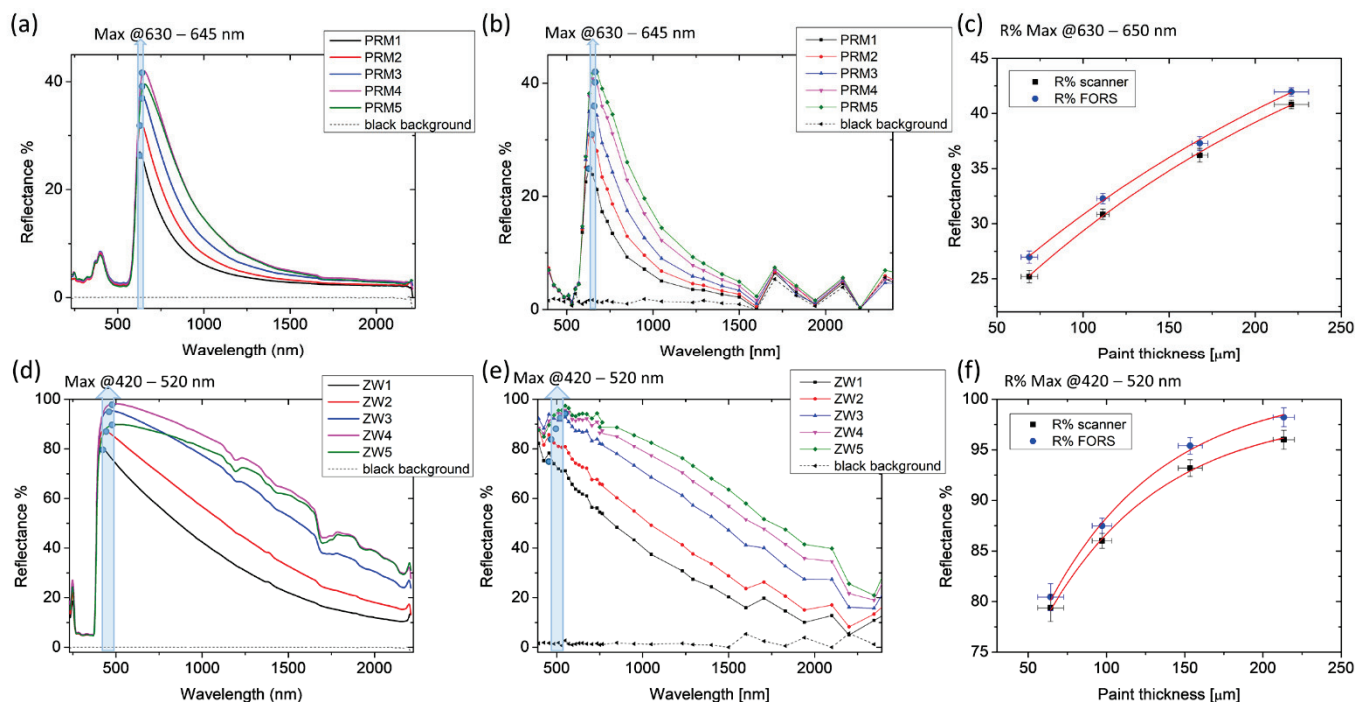 (a)
Max @630 – 645 nm
PRM1
PRM2
PRM3
PRM4
PRM5
black background
Reflectance %
40
20
0
500
1000
1500
2000
Wavelength (nm)
(b)
Max @630 – 645 nm
PRM1
PRM2
PRM3
PRM4
PRM5
black background
Reflectance %
40
20
0
500
1000
1500
2000
Wavelength [nm]
(c)
R% Max @630 – 650 nm
R% scanner
R% FORS
Reflectance %
45
40
35
30
25
50
100
150
200
250
Paint thickness [μm]
(d)
Max @420 – 520 nm
ZW1
ZW2
ZW3
ZW4
ZW5
black background
Reflectance %
100
80
60
40
20
0
500
1000
1500
2000
Wavelength (nm)
(e)
Max @420 – 520 nm
ZW1
ZW2
ZW3
ZW4
ZW5
black background
Reflectance %
100
80
60
40
20
0
500
1000
1500
2000
Wavelength [nm]
(f)
R% Max @420 – 520 nm
R% scanner
R% FORS
Reflectance %
100
95
90
85
80
75
50
100
150
200
250
Paint thickness [μm]